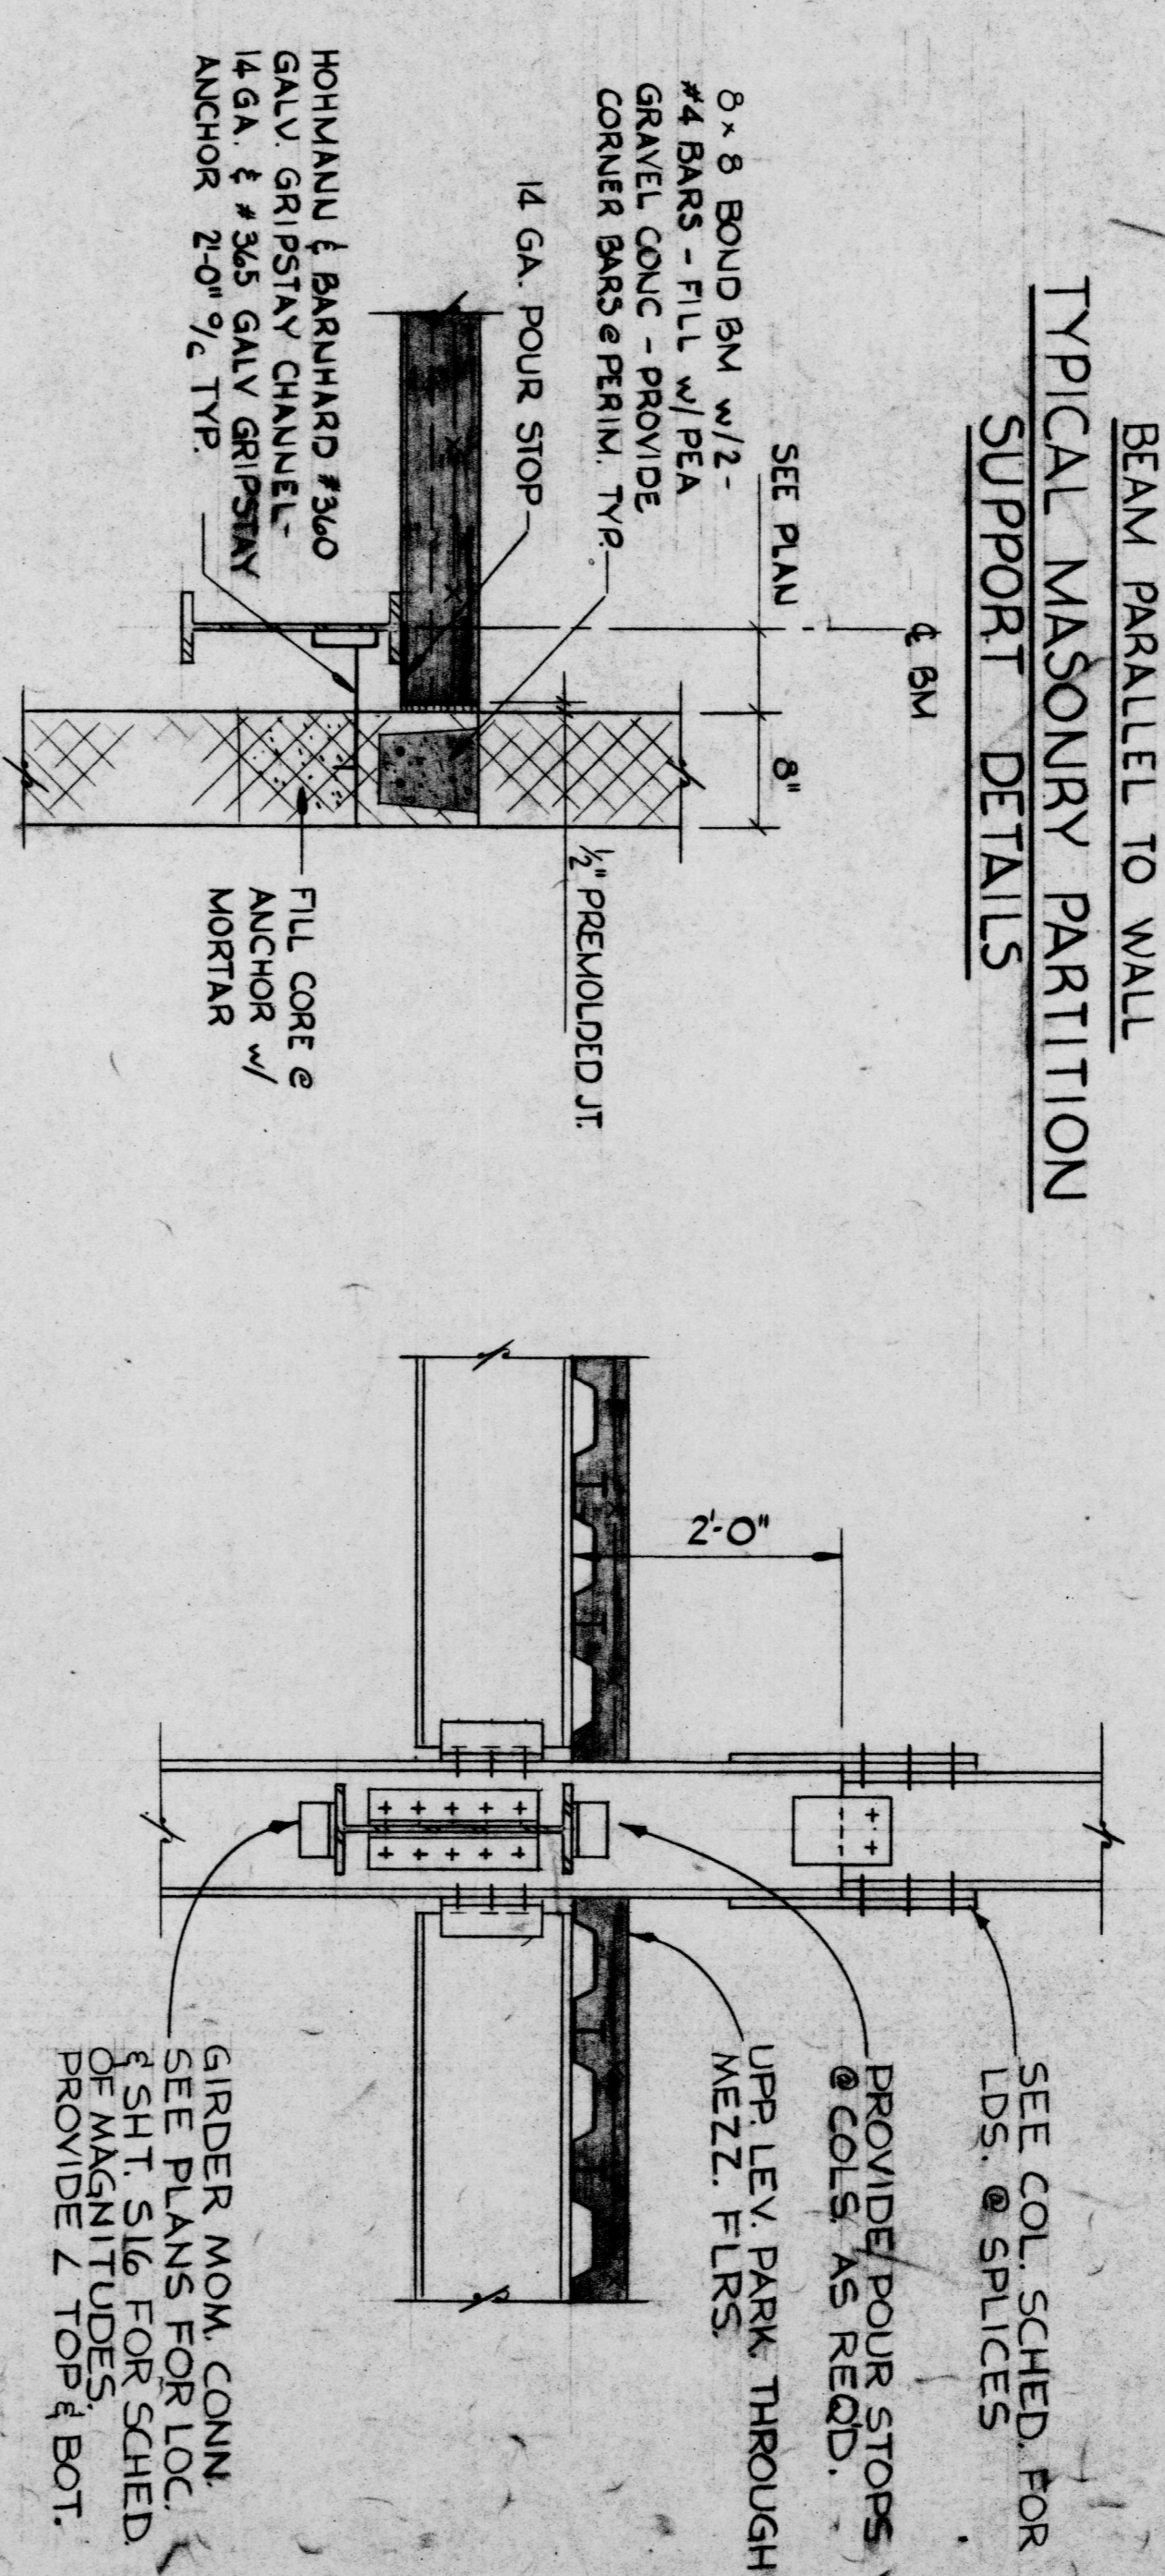 BEAM PARALLEL TO WALL
TYPICAL MASONRY PARTITION
SUPPORT DETAILS
℄ BM
SEE PLAN
8"
8 x 8 BOND BM w/2-
#4 BARS - FILL w/PEA
GRAVEL CONC - PROVIDE
CORNER BARS @ PERIM. TYP.
14 GA. POUR STOP
HOHMANN & BARNHARD #360
GALV. GRIPSTAY CHANNEL-
14 GA. & #365 GALV GRIPSTAY
ANCHOR 2'-0" o/c TYP.
1/2" PREMOLDED JT.
FILL CORE @
ANCHOR w/
MORTAR
2'-0"
SEE COL. SCHED. FOR
LDS. @ SPLICES
PROVIDE POUR STOPS
@ COLS. AS REQ'D.
UPP. LEV. PARK. THROUGH
MEZZ. FLRS.
GIRDER MOM. CONN.
SEE PLANS FOR LOC.
& SHT. S16 FOR SCHED.
OF MAGNITUDES.
PROVIDE ∠ TOP & BOT.